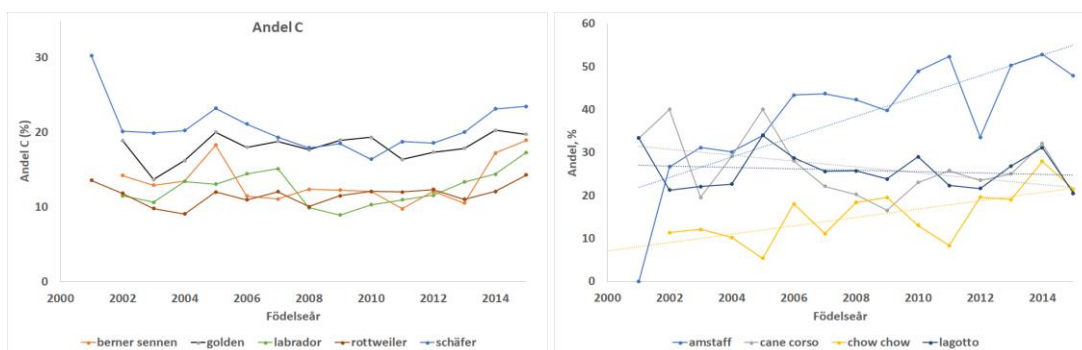 Andel C
Andel C (%)
30
20
10
0
2000 2002 2004 2006 2008 2010 2012 2014
Födelseår
berner sennen golden labrador rottweiler schäfer
Andel, %
60
50
40
30
20
10
0
2000 2002 2004 2006 2008 2010 2012 2014
Födelseår
amstaff cane corso chow chow lagotto